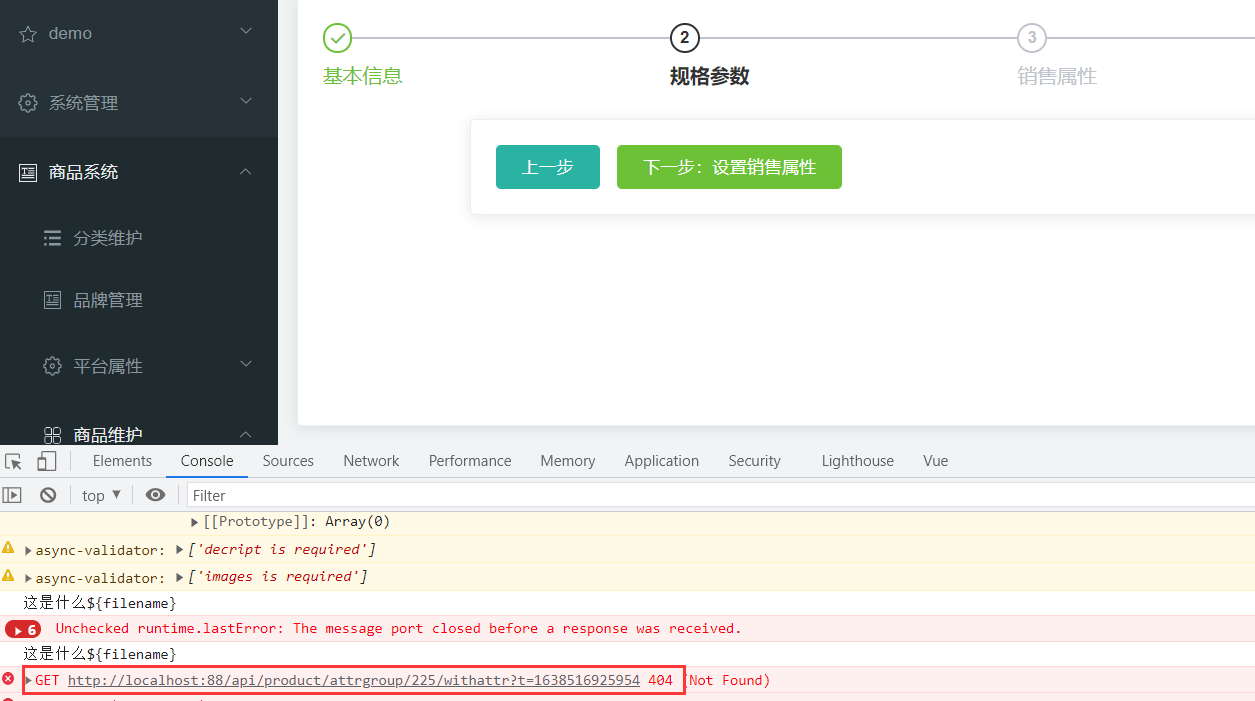 demo
系统管理
商品系统
分类维护
品牌管理
平台属性
商品维护
2
3
基本信息
规格参数
销售属性
上一步
下一步：设置销售属性
Elements Console Sources Network Performance Memory Application Security Lighthouse Vue
top Filter
[[Prototype]]: Array(0)
async-validator: ['decript is required']
async-validator: ['images is required']
这是什么${filename}
6 Unchecked runtime.lastError: The message port closed before a response was received.
这是什么${filename}
GET http://localhost:88/api/product/attrgroup/225/withattr?t=1638516925954 404 (Not Found)